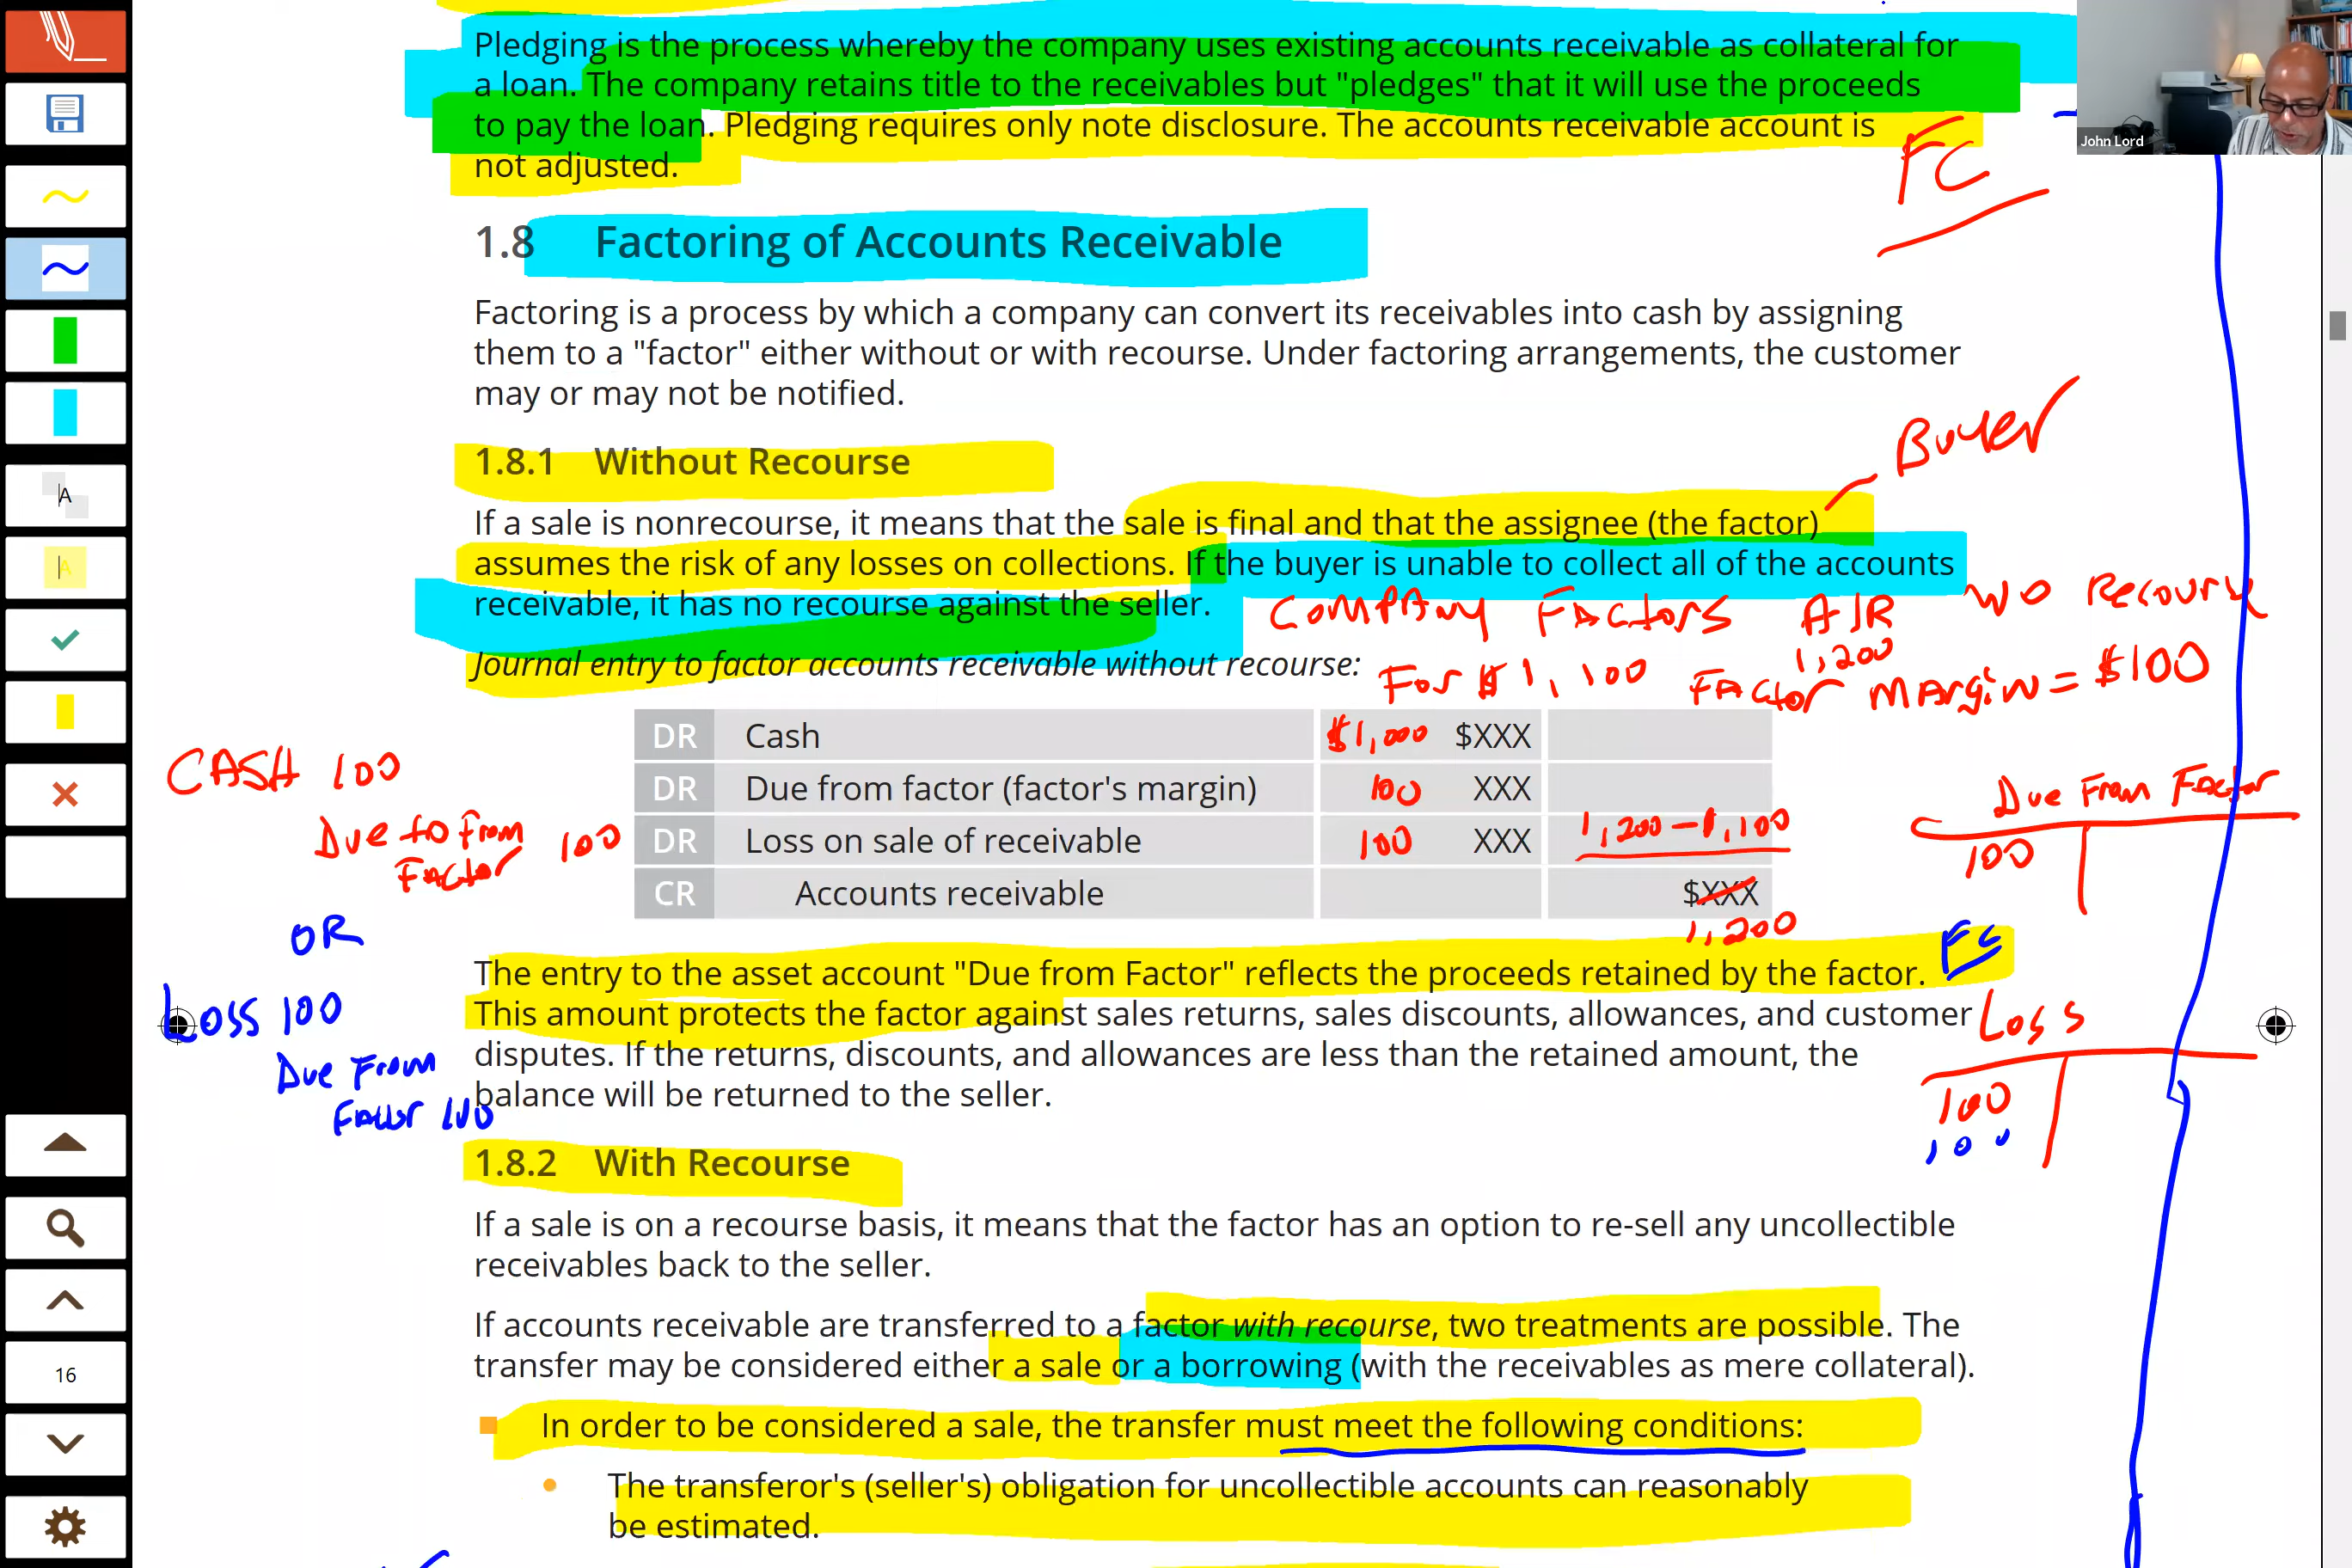 Pledging is the process whereby the company uses existing accounts receivable as collateral for
a loan. The company retains title to the receivables but "pledges" that it will use the proceeds
to pay the loan. Pledging requires only note disclosure. The accounts receivable account is
not adjusted.
John Lord
FC
1.8 Factoring of Accounts Receivable
Factoring is a process by which a company can convert its receivables into cash by assigning
them to a "factor" either without or with recourse. Under factoring arrangements, the customer
may or may not be notified.
Buyer
1.8.1 Without Recourse
If a sale is nonrecourse, it means that the sale is final and that the assignee (the factor)
assumes the risk of any losses on collections. If the buyer is unable to collect all of the accounts
receivable, it has no recourse against the seller.
Company Factors A/R WO Recourse
1,200
Journal entry to factor accounts receivable without recourse:
For $1,100 Factor Margin = $100
DR Cash $1,000 $XXX
DR Due from factor (factor's margin) 100 XXX
DR Loss on sale of receivable 100 XXX 1,200 - 1,100
CR Accounts receivable $XXX
1,200
CASH 100
Due to From
Factor 100
OR
Loss 100
Due From
Factor 100
Due From Factor
100
FS
The entry to the asset account "Due from Factor" reflects the proceeds retained by the factor.
This amount protects the factor against sales returns, sales discounts, allowances, and customer
disputes. If the returns, discounts, and allowances are less than the retained amount, the
balance will be returned to the seller.
Loss
100
100
1.8.2 With Recourse
If a sale is on a recourse basis, it means that the factor has an option to re-sell any uncollectible
receivables back to the seller.
If accounts receivable are transferred to a factor with recourse, two treatments are possible. The
transfer may be considered either a sale or a borrowing (with the receivables as mere collateral).
In order to be considered a sale, the transfer must meet the following conditions:
The transferor's (seller's) obligation for uncollectible accounts can reasonably
be estimated.
A
A
16